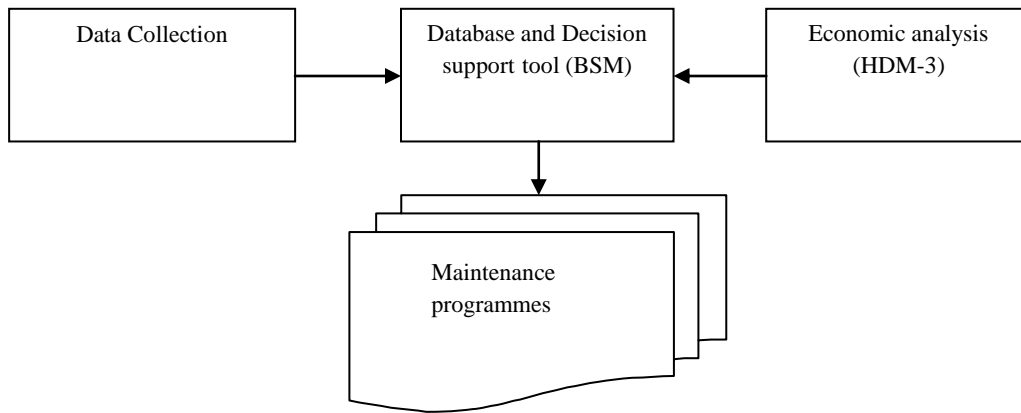 Data Collection
Database and Decision
support tool (BSM)
Economic analysis
(HDM-3)
Maintenance
programmes